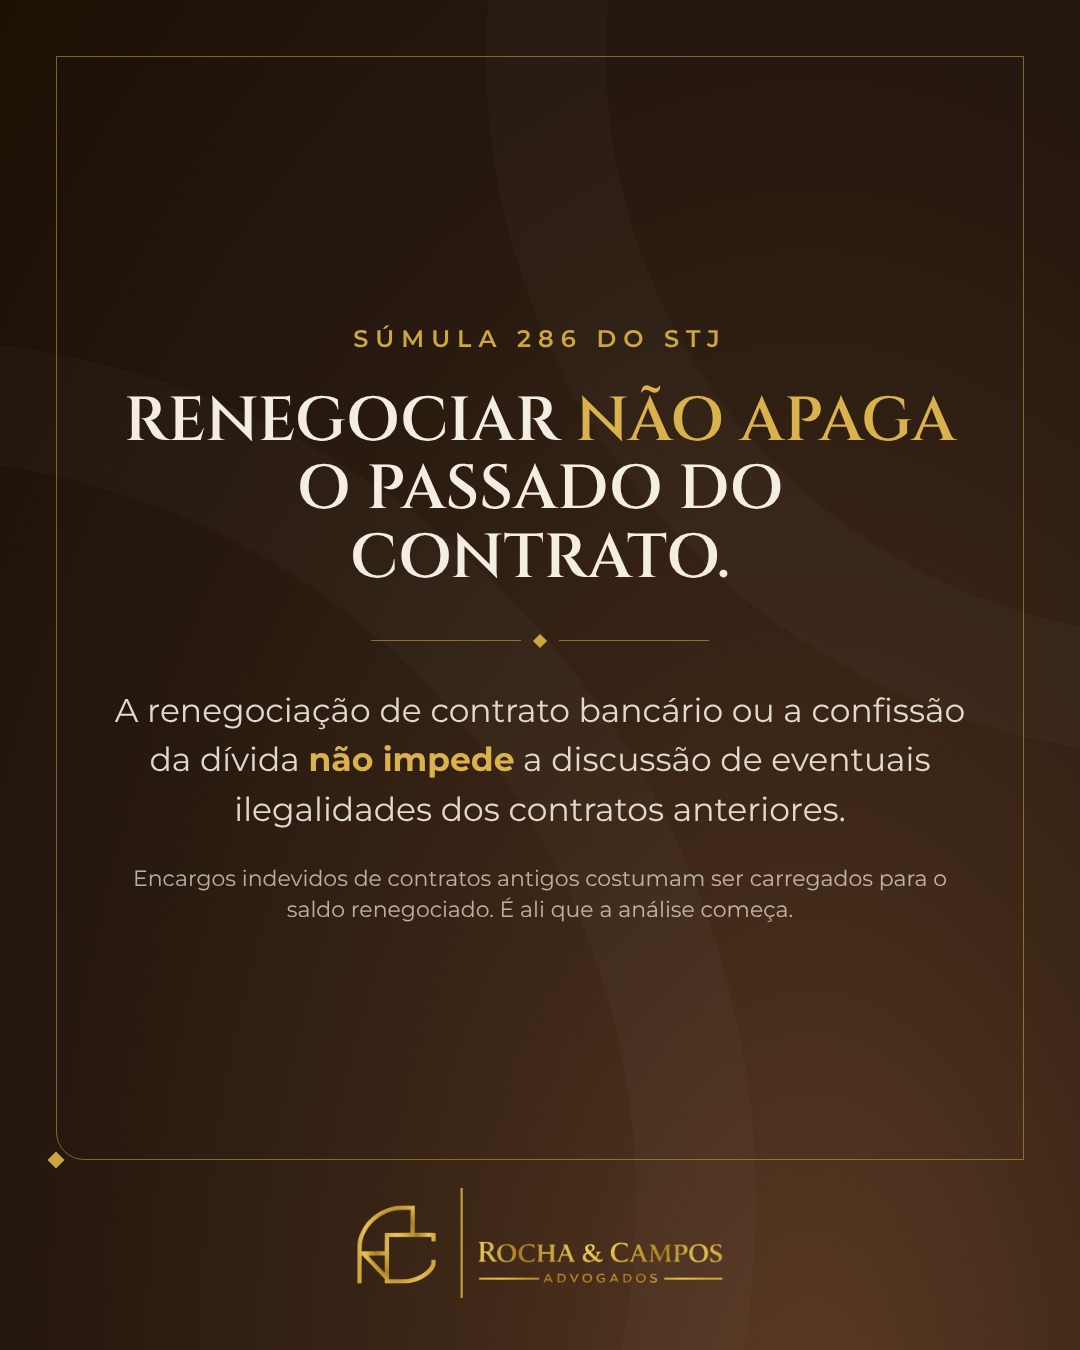 SÚMULA 286 DO STJ
RENEGOCIAR NÃO APAGA
O PASSADO DO
CONTRATO.
A renegociação de contrato bancário ou a confissão
da dívida não impede a discussão de eventuais
ilegalidades dos contratos anteriores.
Encargos indevidos de contratos antigos costumam ser carregados para o
saldo renegociado. É ali que a análise começa.
ROCHA & CAMPOS
ADVOGADOS